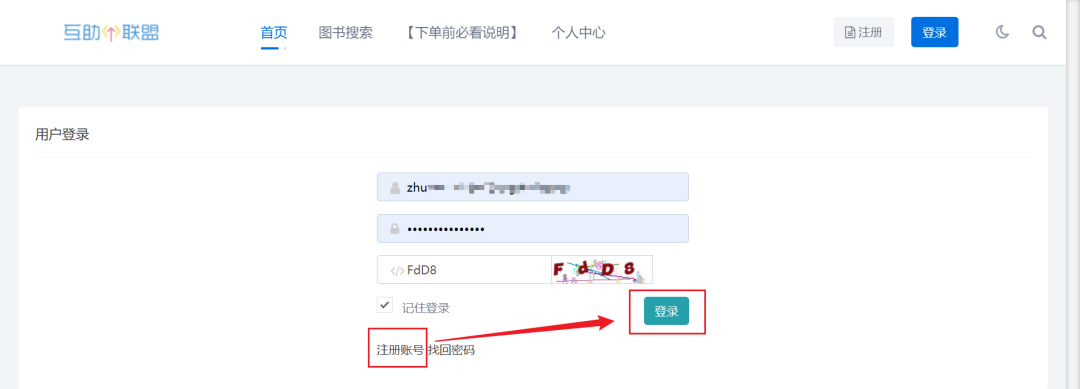 互助联盟
首页 图书搜索 【下单前必看说明】 个人中心 注册 登录
用户登录
zhu
FdD8 FdD8
记住登录 登录
注册账号 找回密码